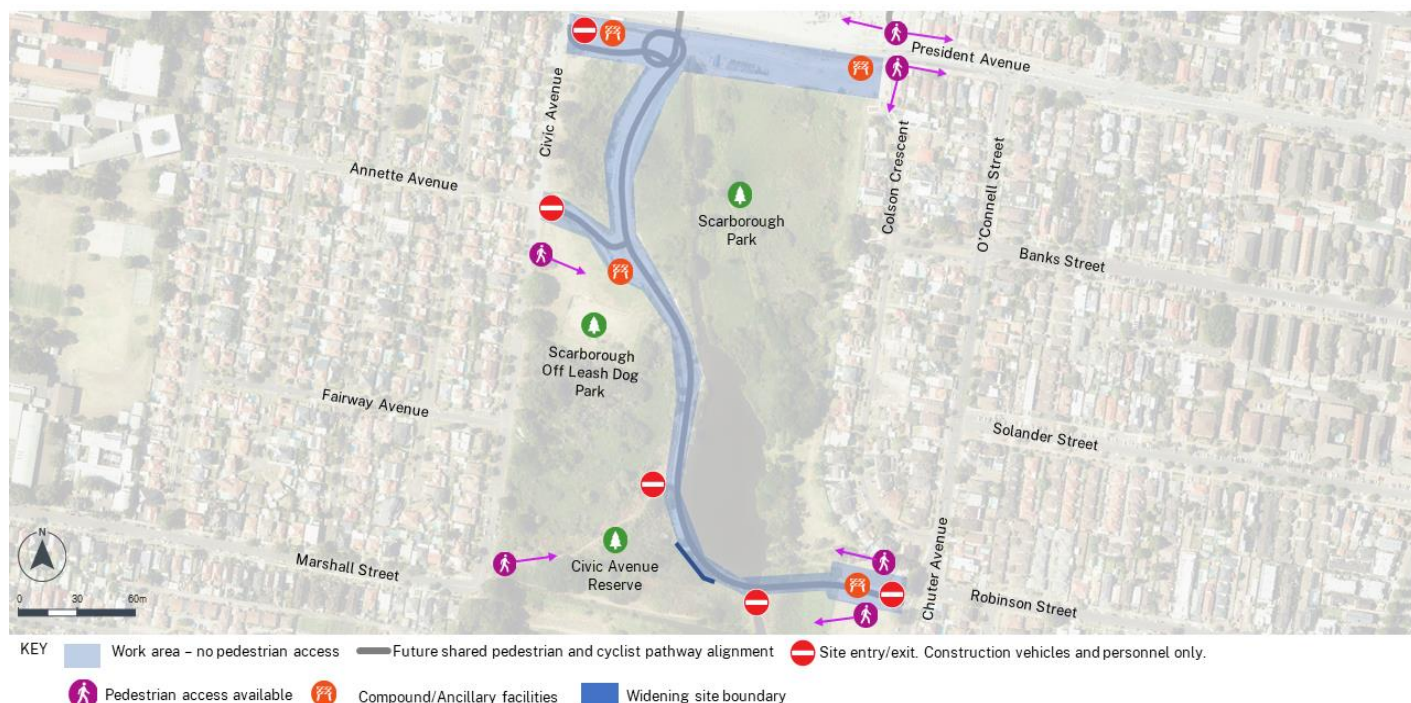 President Avenue
Civic Avenue
Annette Avenue
Colson Crescent
O'Connell Street
Scarborough
Park
Banks Street
Scarborough
Off Leash Dog
Park
Fairway Avenue
Solander Street
N
0 30 60m
Marshall Street
Civic Avenue
Reserve
Chuter Avenue
Robinson Street
KEY
Work area – no pedestrian access
Future shared pedestrian and cyclist pathway alignment
Site entry/exit. Construction vehicles and personnel only.
Pedestrian access available
Compound/Ancillary facilities
Widening site boundary